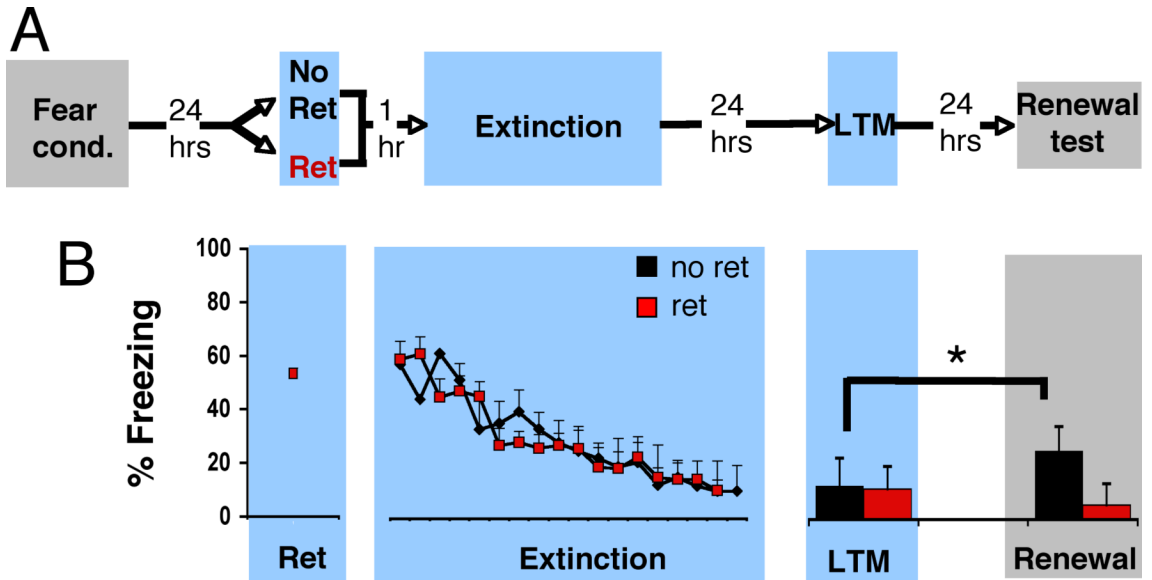 A
Fear
cond.
24
hrs
No
Ret
Ret
1
hr
Extinction
24
hrs
LTM
24
hrs
Renewal
test
B
% Freezing
100
80
60
40
20
0
no ret
ret
*
Ret
Extinction
LTM
Renewal